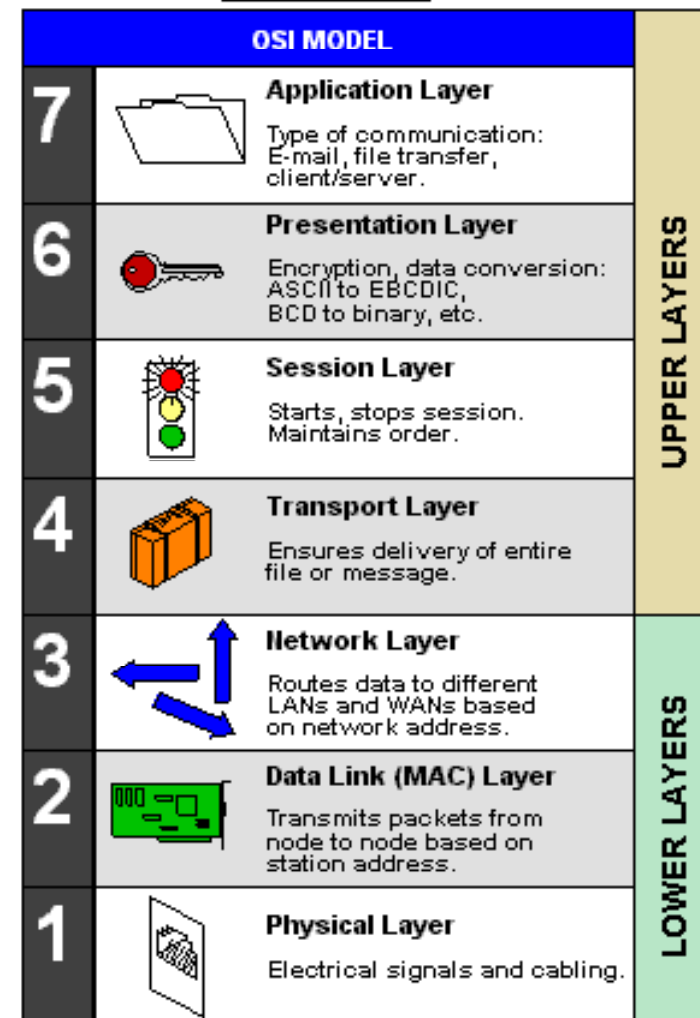 OSI MODEL
7
Application Layer
Type of communication:
E-mail, file transfer,
client/server.
6
Presentation Layer
Encryption, data conversion:
ASCII to EBCDIC,
BCD to binary, etc.
5
Session Layer
Starts, stops session.
Maintains order.
4
Transport Layer
Ensures delivery of entire
file or message.
UPPER LAYERS
3
Network Layer
Routes data to different
LANs and WANs based
on network address.
2
Data Link (MAC) Layer
Transmits packets from
node to node based on
station address.
1
Physical Layer
Electrical signals and cabling.
LOWER LAYERS